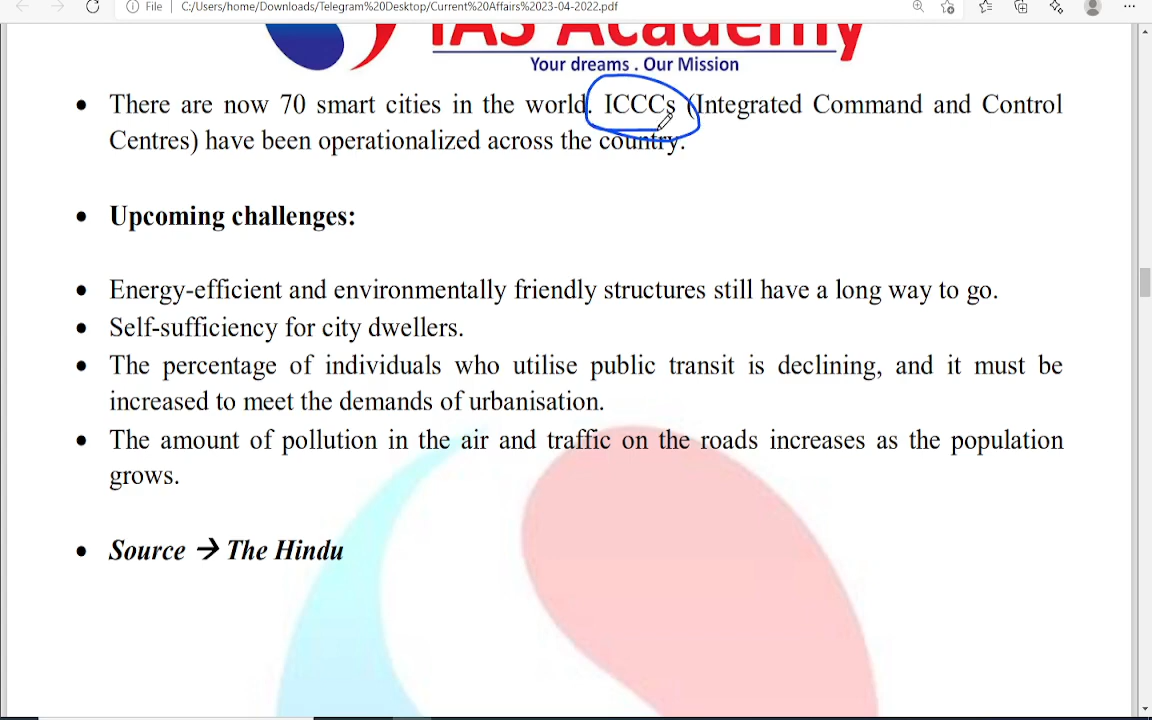 File | C:/Users/home/Downloads/Telegram%20Desktop/Current%20Affairs%2023-04-2022.pdf
IAS Academy
Your dreams . Our Mission
• There are now 70 smart cities in the world. ICCCs (Integrated Command and Control
Centres) have been operationalized across the country.
• Upcoming challenges:
• Energy-efficient and environmentally friendly structures still have a long way to go.
• Self-sufficiency for city dwellers.
• The percentage of individuals who utilise public transit is declining, and it must be
increased to meet the demands of urbanisation.
• The amount of pollution in the air and traffic on the roads increases as the population
grows.
• Source → The Hindu